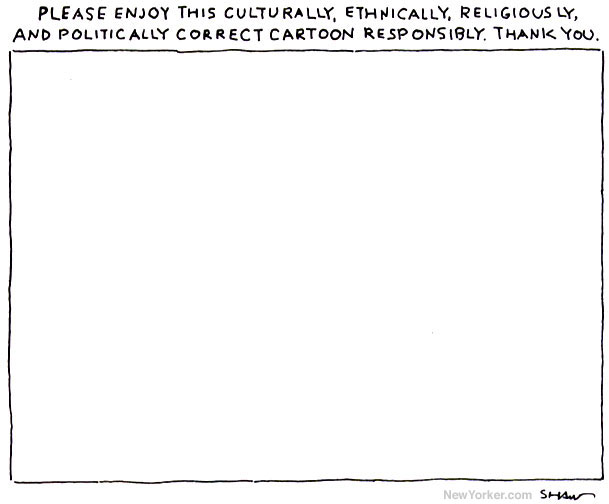 PLEASE ENJOY THIS CULTURALLY, ETHNICALLY, RELIGIOUSLY,
AND POLITICALLY CORRECT CARTOON RESPONSIBLY. THANK YOU.
NewYorker.com SHAW